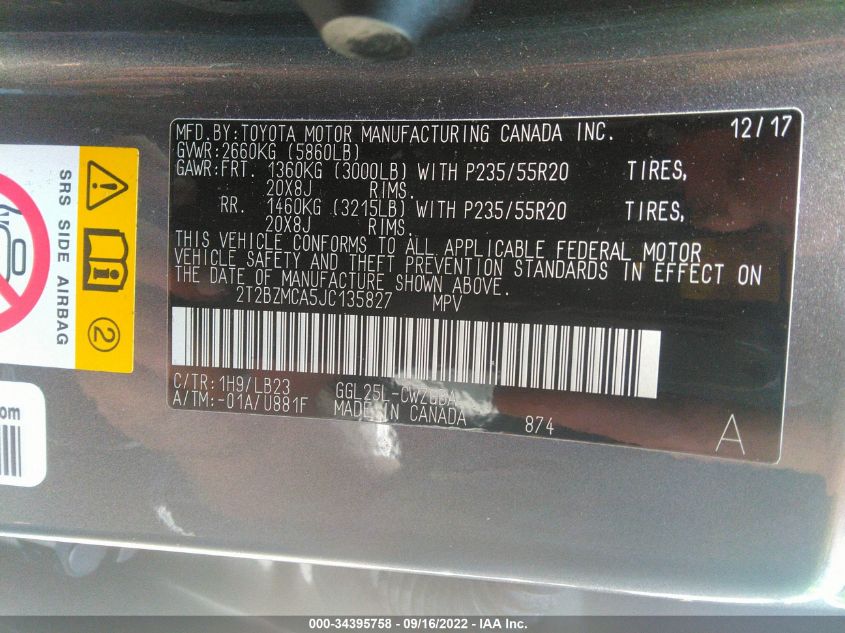 MFD.BY:TOYOTA MOTOR MANUFACTURING CANADA INC. 12/17
GVWR:2660KG (5860LB)
GAWR:FRT. 1360KG (3000LB) WITH P235/55R20 TIRES,
20X8J RIMS.
RR. 1460KG (3215LB) WITH P235/55R20 TIRES,
20X8J RIMS.
THIS VEHICLE CONFORMS TO ALL APPLICABLE FEDERAL MOTOR
VEHICLE SAFETY AND THEFT PREVENTION STANDARDS IN EFFECT ON
THE DATE OF MANUFACTURE SHOWN ABOVE.
2T2BZMCA5JC135827 MPV
C/TR:1H9/LB23 GGL25L-
A/TM:-01A/U881F MADE IN CANADA 874 A
SRS SIDE AIRBAG
2
com
000-34395758 - 09/16/2022 - IAA Inc.